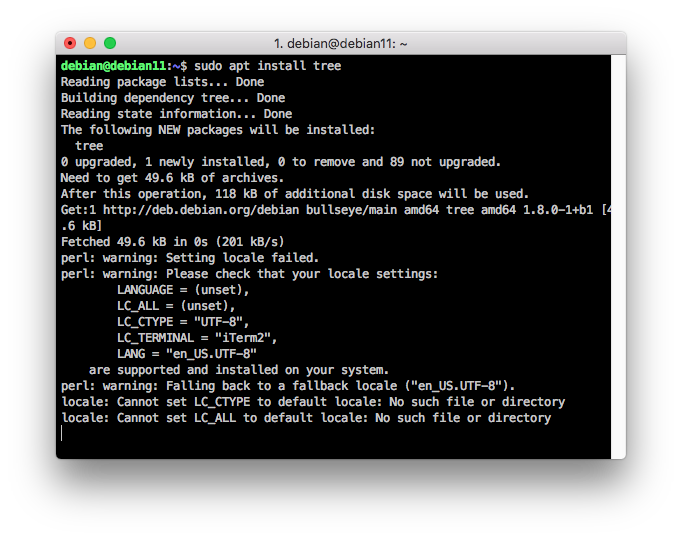 1. debian@debian11: ~
debian@debian11:~$ sudo apt install tree
Reading package lists... Done
Building dependency tree... Done
Reading state information... Done
The following NEW packages will be installed:
  tree
0 upgraded, 1 newly installed, 0 to remove and 89 not upgraded.
Need to get 49.6 kB of archives.
After this operation, 118 kB of additional disk space will be used.
Get:1 http://deb.debian.org/debian bullseye/main amd64 tree amd64 1.8.0-1+b1 [4
.6 kB]
Fetched 49.6 kB in 0s (201 kB/s)
perl: warning: Setting locale failed.
perl: warning: Please check that your locale settings:
        LANGUAGE = (unset),
        LC_ALL = (unset),
        LC_CTYPE = "UTF-8",
        LC_TERMINAL = "iTerm2",
        LANG = "en_US.UTF-8"
    are supported and installed on your system.
perl: warning: Falling back to a fallback locale ("en_US.UTF-8").
locale: Cannot set LC_CTYPE to default locale: No such file or directory
locale: Cannot set LC_ALL to default locale: No such file or directory